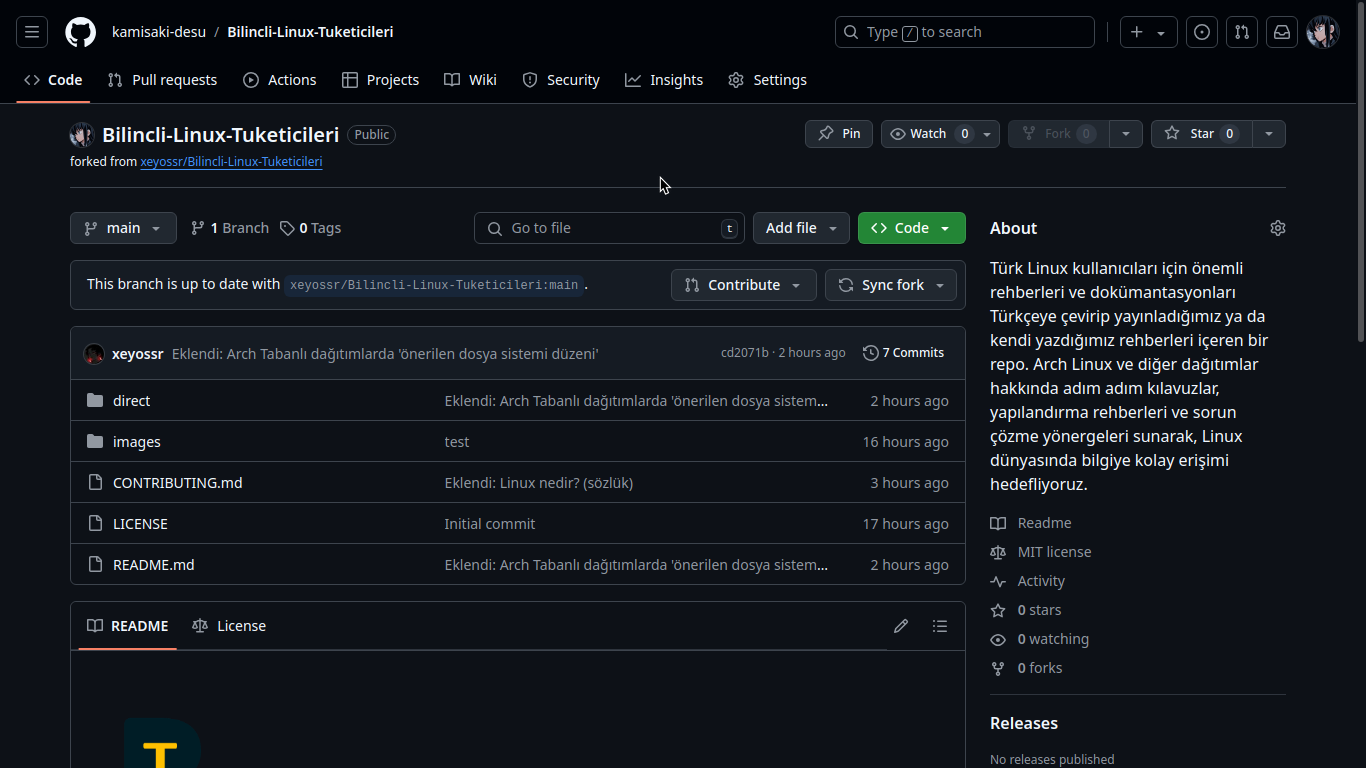 kamisaki-desu / Bilincli-Linux-Tuketicileri
Type / to search
Code Pull requests Actions Projects Wiki Security Insights Settings
Bilincli-Linux-Tuketicileri Public
Pin Watch 0 Fork 0 Star 0
forked from xeyossr/Bilincli-Linux-Tuketicileri
main 1 Branch 0 Tags Go to file t Add file Code
This branch is up to date with xeyossr/Bilincli-Linux-Tuketicileri:main .
Contribute Sync fork
xeyossr Eklendi: Arch Tabanlı dağıtımlarda 'önerilen dosya sistemi düzeni' cd2071b · 2 hours ago 7 Commits
direct Eklendi: Arch Tabanlı dağıtımlarda 'önerilen dosya sistem... 2 hours ago
images test 16 hours ago
CONTRIBUTING.md Eklendi: Linux nedir? (sözlük) 3 hours ago
LICENSE Initial commit 17 hours ago
README.md Eklendi: Arch Tabanlı dağıtımlarda 'önerilen dosya sistem... 2 hours ago
README License
T
About
Türk Linux kullanıcıları için önemli
rehberleri ve dokümantasyonları
Türkçeye çevirip yayınladığımız ya da
kendi yazdığımız rehberleri içeren bir
repo. Arch Linux ve diğer dağıtımlar
hakkında adım adım kılavuzlar,
yapılandırma rehberleri ve sorun
çözme yönergeleri sunarak, Linux
dünyasında bilgiye kolay erişimi
hedefliyoruz.
Readme
MIT license
Activity
0 stars
0 watching
0 forks
Releases
No releases published